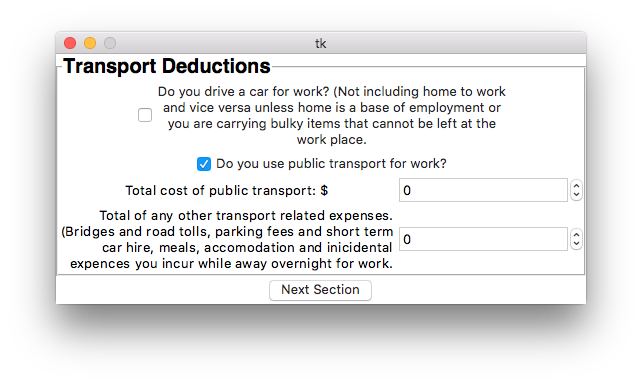 tk
Transport Deductions
Do you drive a car for work? (Not including home to work
and vice versa unless home is a base of employment or
you are carrying bulky items that cannot be left at the
work place.
Do you use public transport for work?
Total cost of public transport: $
0
Total of any other transport related expenses.
(Bridges and road tolls, parking fees and short term
car hire, meals, accomodation and inicidental
expences you incur while away overnight for work.
0
Next Section